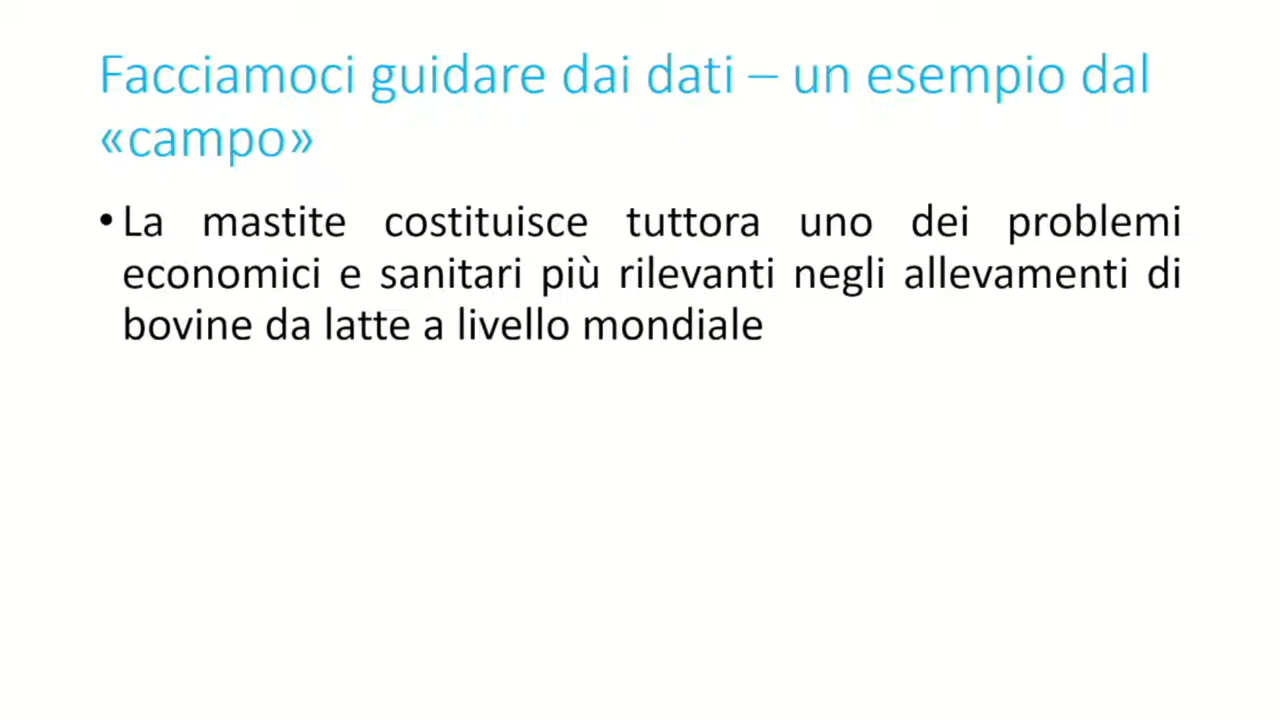 Facciamoci guidare dai dati – un esempio dal
«campo»
• La mastite costituisce tuttora uno dei problemi
economici e sanitari più rilevanti negli allevamenti di
bovine da latte a livello mondiale